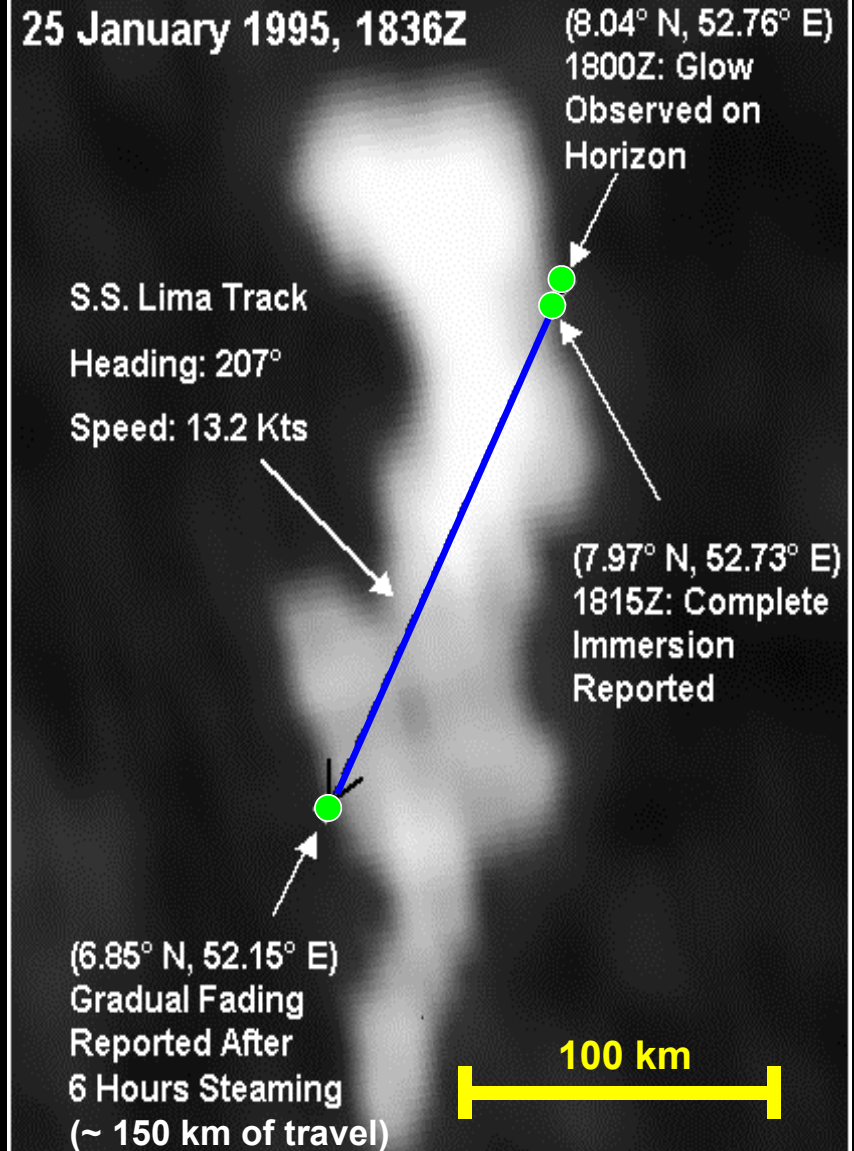 25 January 1995, 1836Z
(8.04° N, 52.76° E)
1800Z: Glow
Observed on
Horizon
S.S. Lima Track
Heading: 207°
Speed: 13.2 Kts
(7.97° N, 52.73° E)
1815Z: Complete
Immersion
Reported
(6.85° N, 52.15° E)
Gradual Fading
Reported After
6 Hours Steaming
(~ 150 km of travel)
100 km